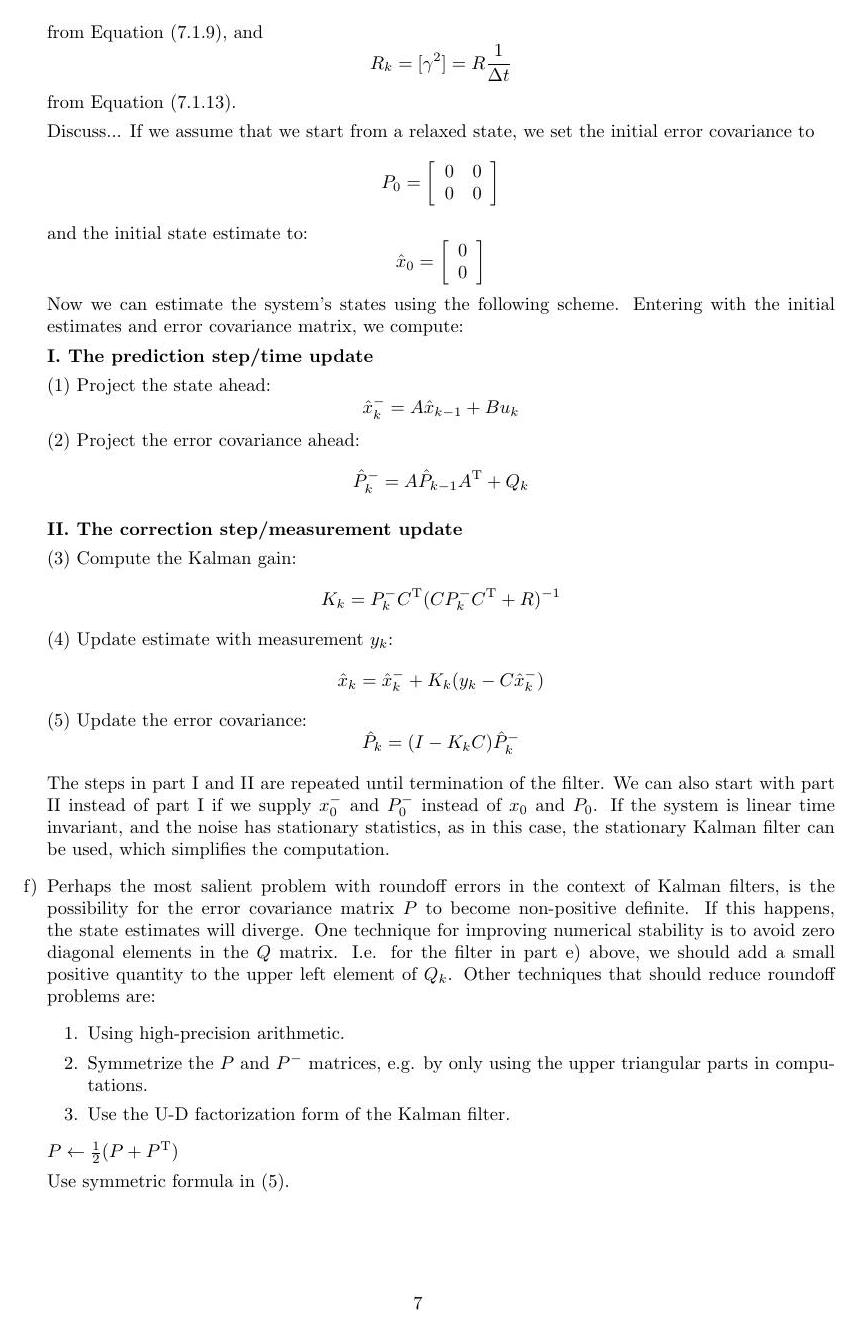 from Equation (7.1.9), and
R_k = [γ²] = R 1/Δt
from Equation (7.1.13).
Discuss... If we assume that we start from a relaxed state, we set the initial error covariance to
P_0 = [ 0 0 ; 0 0 ]
and the initial state estimate to:
x̂_0 = [ 0 ; 0 ]
Now we can estimate the system's states using the following scheme. Entering with the initial
estimates and error covariance matrix, we compute:
I. The prediction step/time update
(1) Project the state ahead:
x̂_k^− = Ax̂_{k−1} + Bu_k
(2) Project the error covariance ahead:
P̂_k^− = AP̂_{k−1}A^T + Q_k
II. The correction step/measurement update
(3) Compute the Kalman gain:
K_k = P_k^− C^T(CP_k^− C^T + R)^{−1}
(4) Update estimate with measurement y_k:
x̂_k = x̂_k^− + K_k(y_k − Cx̂_k^−)
(5) Update the error covariance:
P̂_k = (I − K_kC)P̂_k^−
The steps in part I and II are repeated until termination of the filter. We can also start with part
II instead of part I if we supply x_0^− and P_0^− instead of x_0 and P_0. If the system is linear time
invariant, and the noise has stationary statistics, as in this case, the stationary Kalman filter can
be used, which simplifies the computation.
f) Perhaps the most salient problem with roundoff errors in the context of Kalman filters, is the
possibility for the error covariance matrix P to become non-positive definite. If this happens,
the state estimates will diverge. One technique for improving numerical stability is to avoid zero
diagonal elements in the Q matrix. I.e. for the filter in part e) above, we should add a small
positive quantity to the upper left element of Q_k. Other techniques that should reduce roundoff
problems are:
1. Using high-precision arithmetic.
2. Symmetrize the P and P^− matrices, e.g. by only using the upper triangular parts in compu-
tations.
3. Use the U-D factorization form of the Kalman filter.
P ← ½(P + P^T)
Use symmetric formula in (5).
7